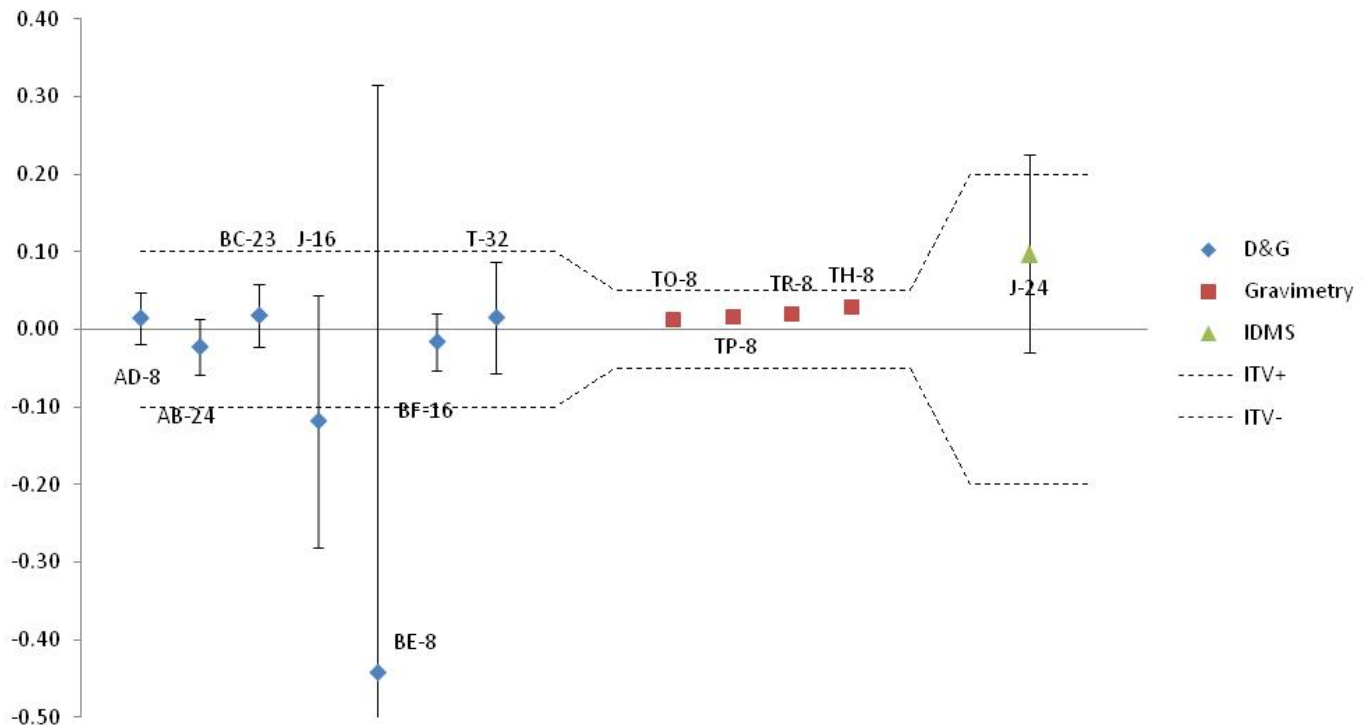 0.40
0.30
0.20
0.10
0.00
-0.10
-0.20
-0.30
-0.40
-0.50
BC-23
J-16
T-32
AD-8
AB-24
BF-16
BE-8
TO-8
TP-8
TR-8
TH-8
J-24
D&G
Gravimetry
IDMS
ITV+
ITV-